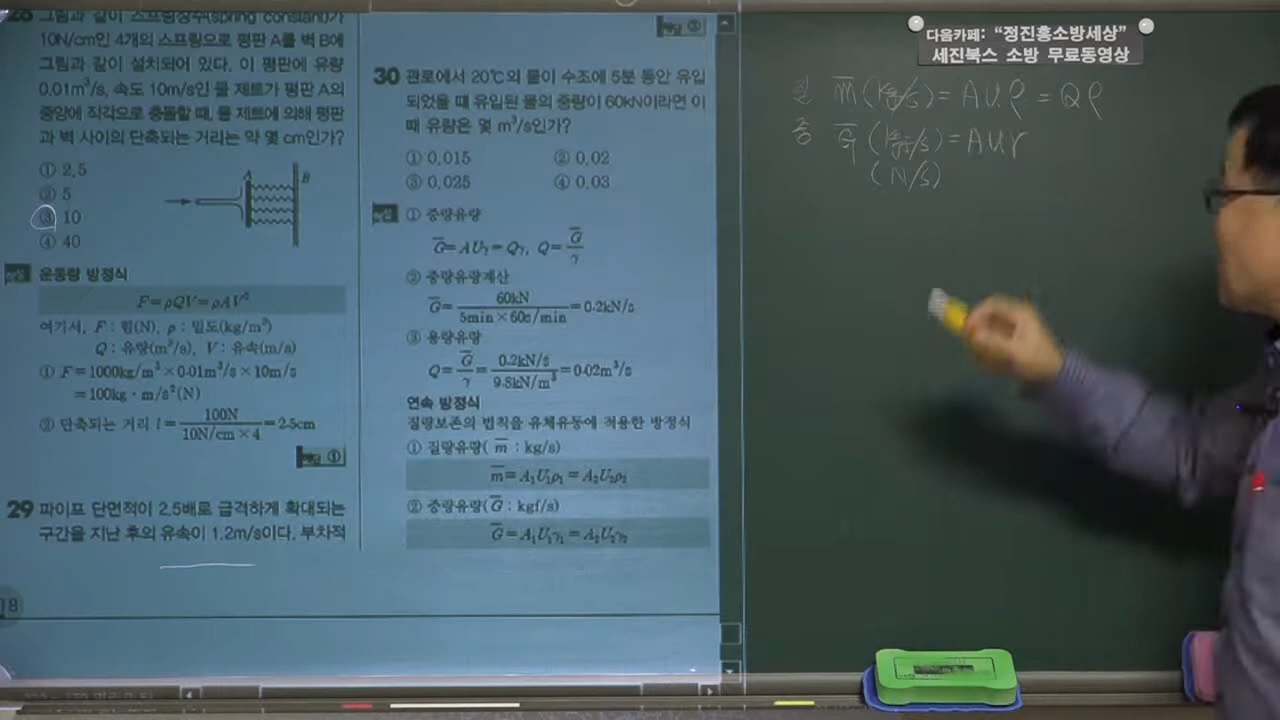 28 그림과 같이 스프링상수(spring constant)가
10N/cm인 4개의 스프링으로 평판 A를 벽 B에
그림과 같이 설치되어 있다. 이 평판에 유량
0.01m³/s, 속도 10m/s인 물 제트가 평판 A의
중앙에 직각으로 충돌할 때, 물 제트에 의해 평판
과 벽 사이의 단축되는 거리는 약 몇 cm인가?
① 2.5
② 5
③ 10
④ 40
A B
해설 운동량 방정식
F=ρQV=ρAV²
여기서, F : 힘(N), ρ : 밀도(kg/m³)
Q : 유량(m³/s), V : 유속(m/s)
① F=1000kg/m³×0.01m³/s×10m/s
=100kg·m/s²(N)
② 단축되는 거리 l = 100N / 10N/cm×4 = 2.5cm
해답 ①
29 파이프 단면적이 2.5배로 급격하게 확대되는
구간을 지난 후의 유속이 1.2m/s이다. 부차적
18
해답 ③
30 관로에서 20℃의 물이 수조에 5분 동안 유입
되었을 때 유입된 물의 중량이 60kN이라면 이
때 유량은 몇 m³/s인가?
① 0.015 ② 0.02
③ 0.025 ④ 0.03
해설 ① 중량유량
G̅=AUγ=Qγ, Q=G̅/γ
② 중량유량계산
G̅= 60kN / 5min×60s/min =0.2kN/s
③ 용량유량
Q= G̅/γ = 0.2kN/s / 9.8kN/m³ =0.02m³/s
연속 방정식
질량보존의 법칙을 유체유동에 적용한 방정식
① 질량유량( m̅ : kg/s)
m̅=A₁U₁ρ₁=A₂U₂ρ₂
② 중량유량(G̅ : kgf/s)
G̅=A₁U₁γ₁=A₂U₂γ₂
다음카페: "정진홍소방세상"
세진북스 소방 무료동영상
질 m̅ (kg/s) = AUρ = Qρ
중 G̅ (kgf/s) = AUγ
(N/s)